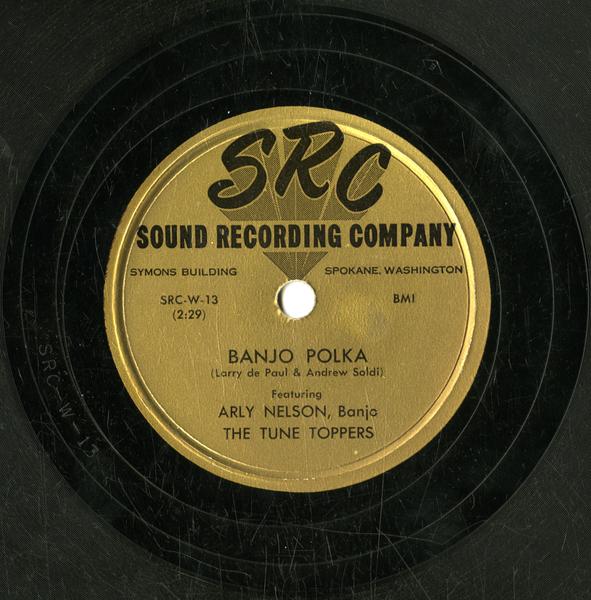 SRC
SOUND RECORDING COMPANY
SYMONS BUILDING SPOKANE, WASHINGTON
SRC-W-13 BMI
(2:29)
BANJO POLKA
(Larry de Paul & Andrew Soldi)
Featuring
ARLY NELSON, Banjo
THE TUNE TOPPERS
SRC-W-13